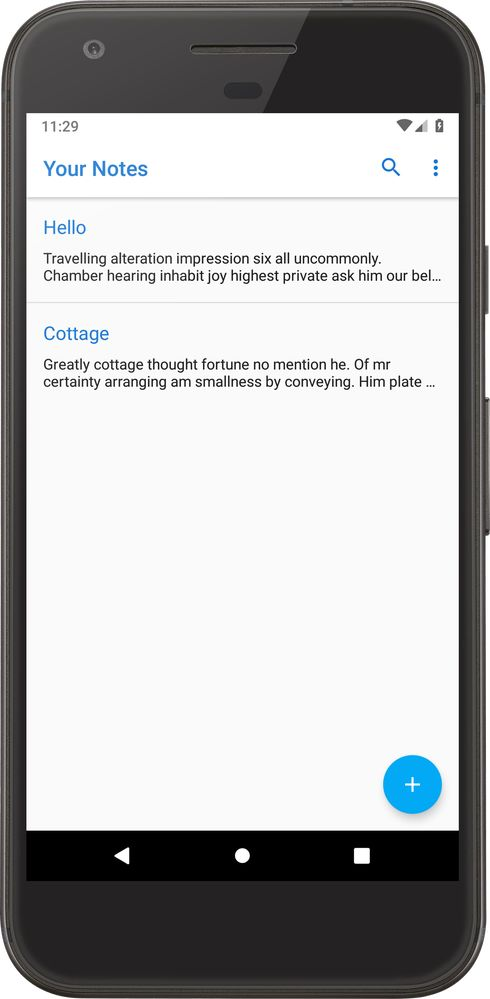 11:29
Your Notes
Hello
Travelling alteration impression six all uncommonly.
Chamber hearing inhabit joy highest private ask him our bel…
Cottage
Greatly cottage thought fortune no mention he. Of mr
certainty arranging am smallness by conveying. Him plate …